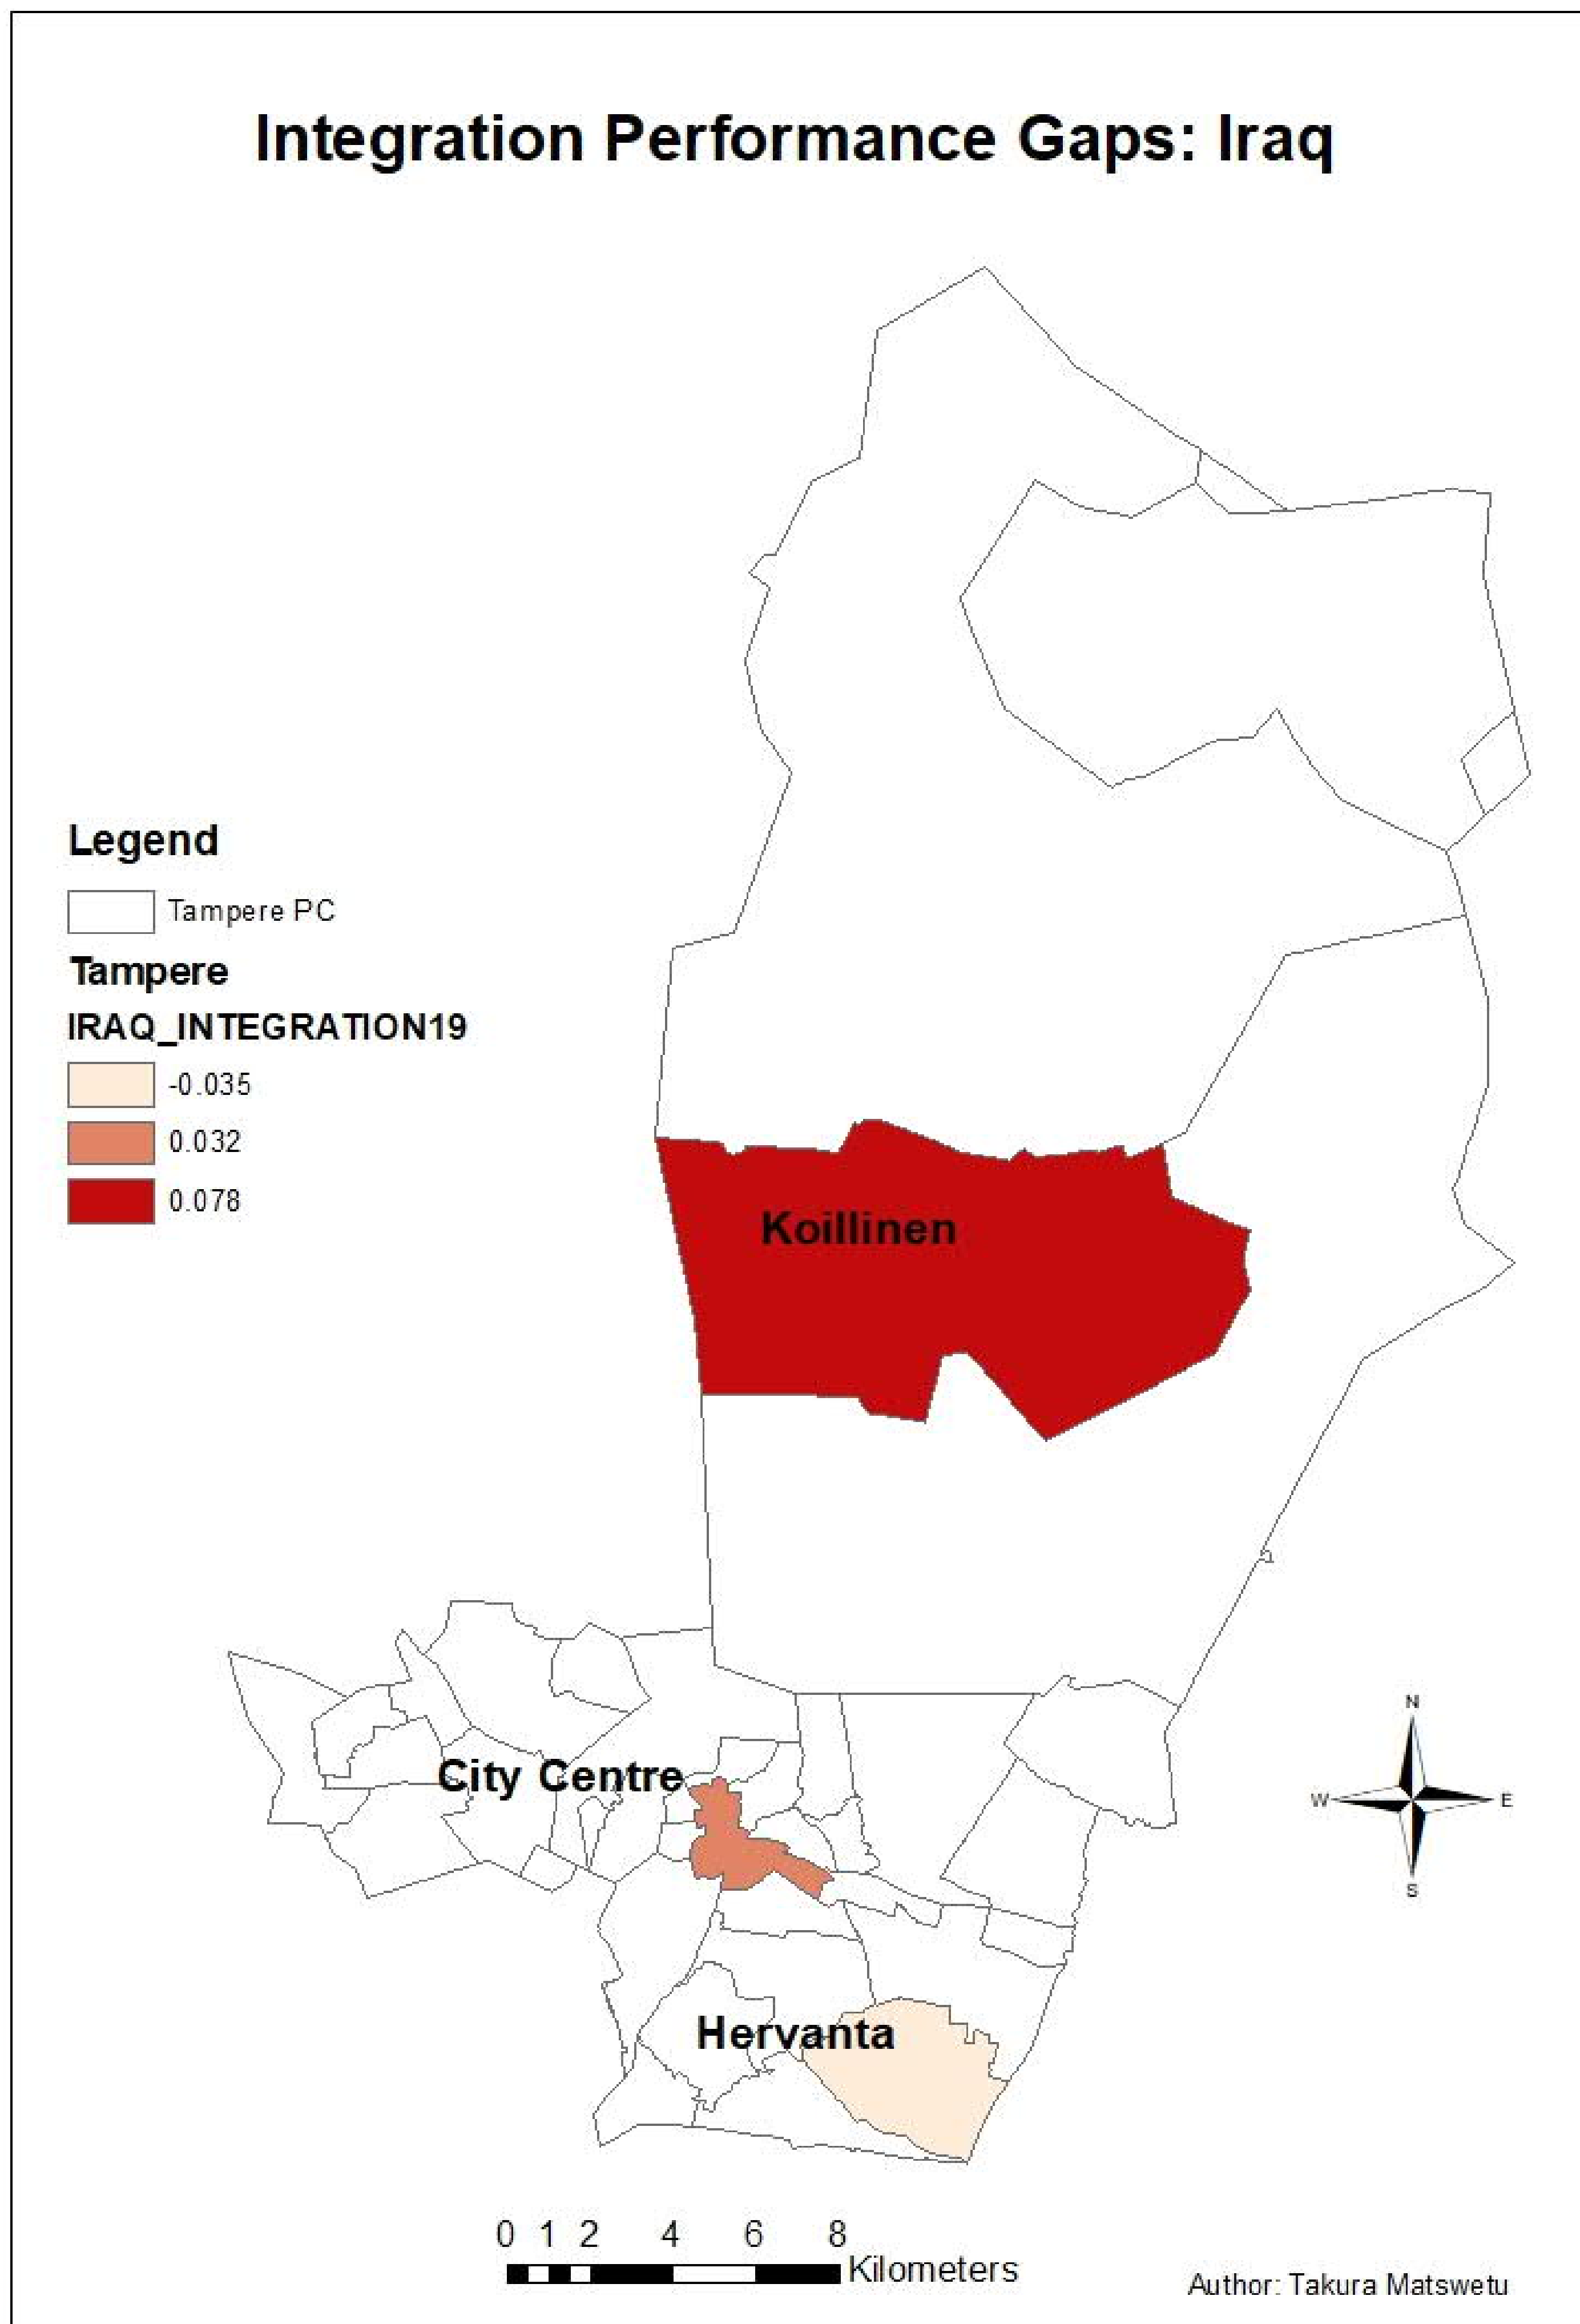 Integration Performance Gaps: Iraq
Legend
Tampere PC
Tampere
IRAQ_INTEGRATION19
-0.035
0.032
0.078
Koillinen
City Centre
Hervanta
N
W E
S
0 1 2 4 6 8
Kilometers
Author: Takura Matswetu